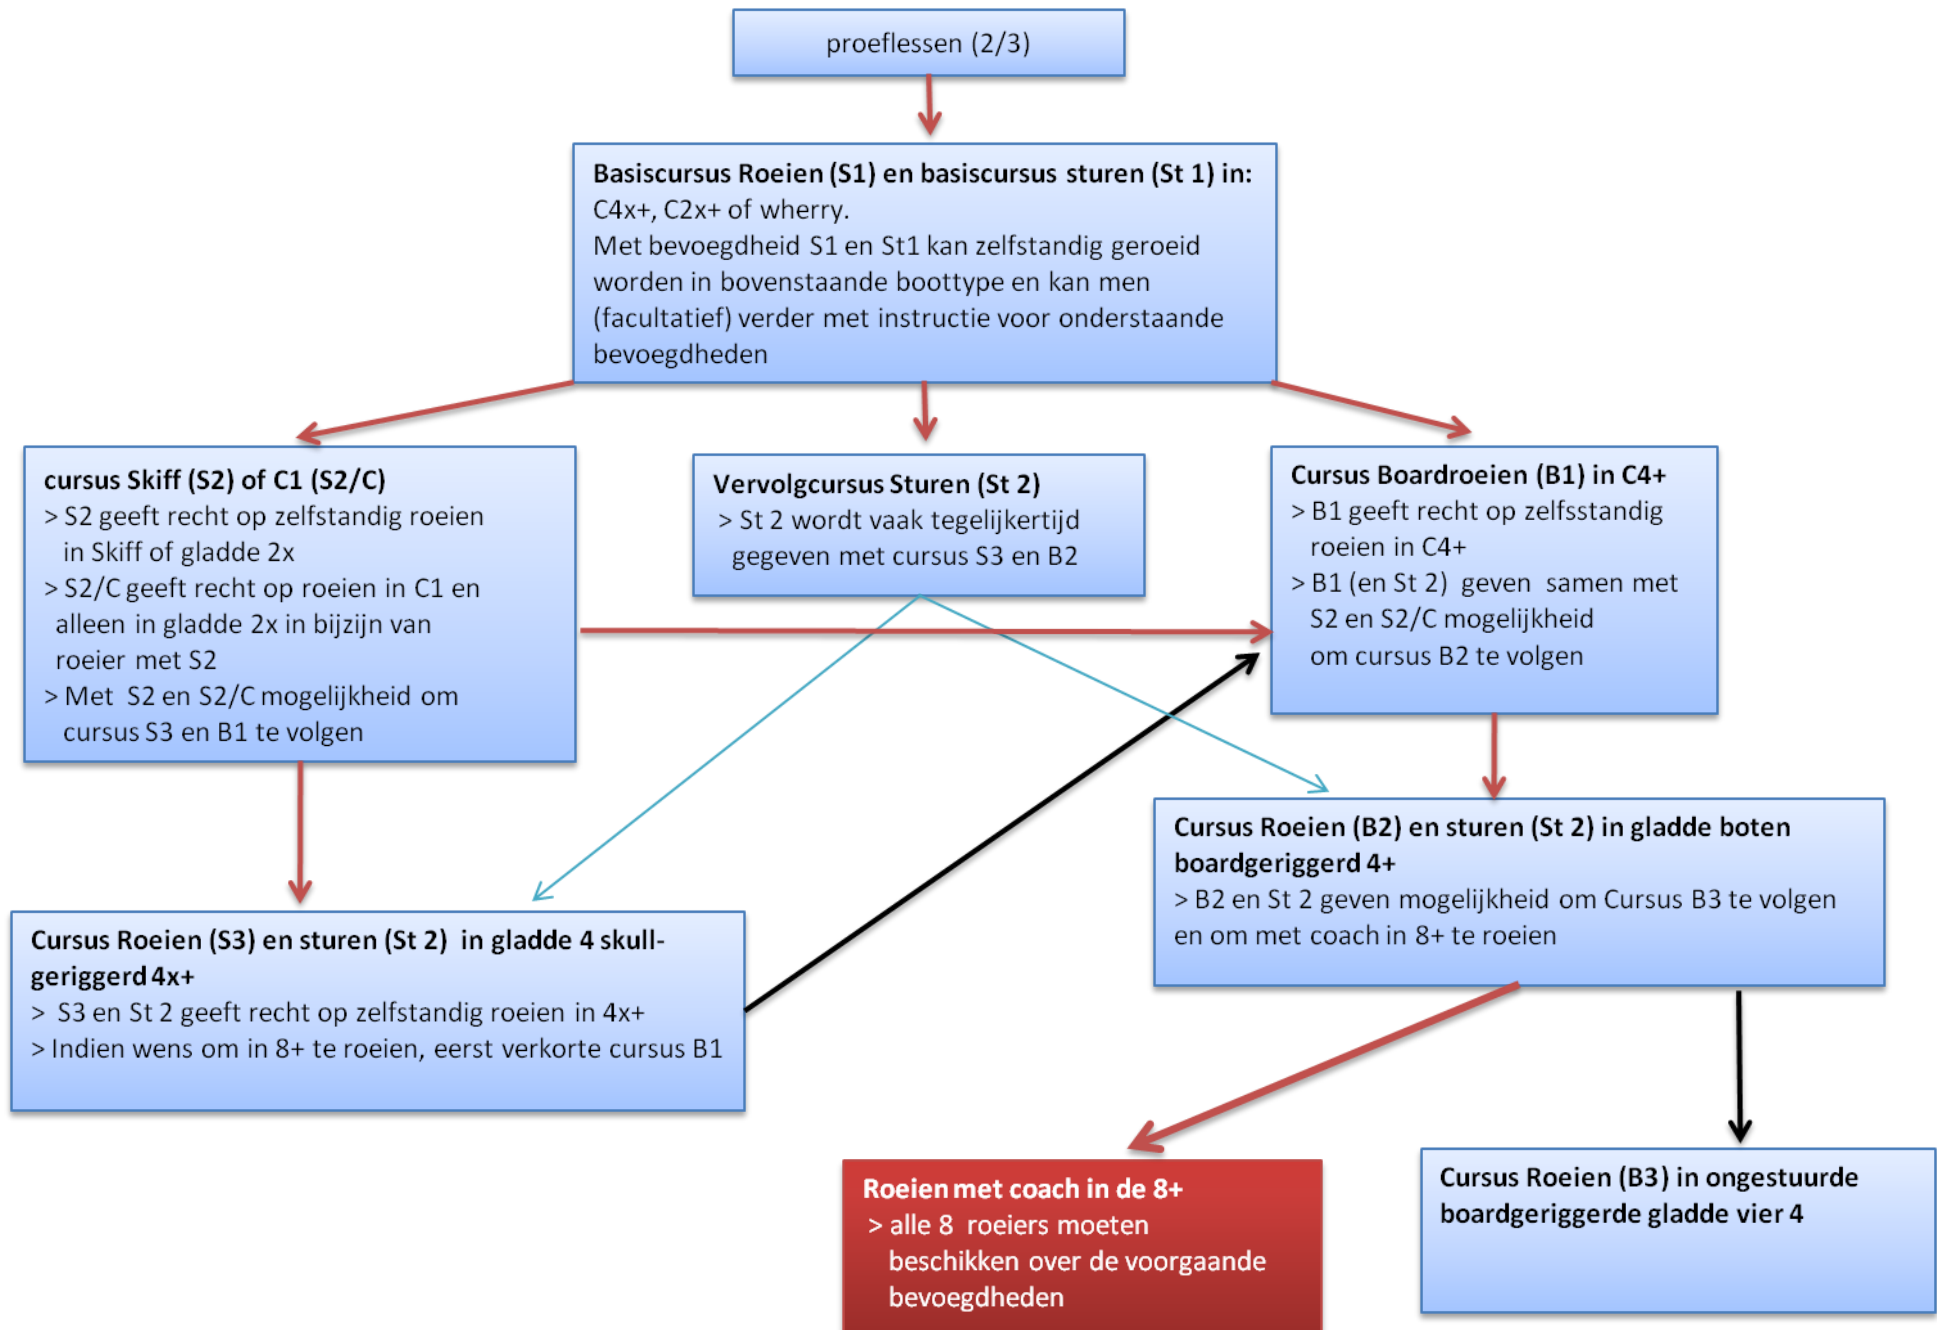 proeflessen (2/3)
Basiscursus Roeien (S1) en basiscursus sturen (St 1) in:
C4x+, C2x+ of wherry.
Met bevoegdheid S1 en St1 kan zelfstandig geroeid
worden in bovenstaande boottype en kan men
(facultatief) verder met instructie voor onderstaande
bevoegdheden
cursus Skiff (S2) of C1 (S2/C)
> S2 geeft recht op zelfstandig roeien
in Skiff of gladde 2x
> S2/C geeft recht op roeien in C1 en
alleen in gladde 2x in bijzijn van
roeier met S2
> Met S2 en S2/C mogelijkheid om
cursus S3 en B1 te volgen
Vervolgcursus Sturen (St 2)
> St 2 wordt vaak tegelijkertijd
gegeven met cursus S3 en B2
Cursus Boardroeien (B1) in C4+
> B1 geeft recht op zelfsstandig
roeien in C4+
> B1 (en St 2) geven samen met
S2 en S2/C mogelijkheid
om cursus B2 te volgen
Cursus Roeien (S3) en sturen (St 2) in gladde 4 skull-
geriggerd 4x+
> S3 en St 2 geeft recht op zelfstandig roeien in 4x+
> Indien wens om in 8+ te roeien, eerst verkorte cursus B1
Cursus Roeien (B2) en sturen (St 2) in gladde boten
boardgeriggerd 4+
> B2 en St 2 geven mogelijkheid om Cursus B3 te volgen
en om met coach in 8+ te roeien
Roeien met coach in de 8+
> alle 8 roeiers moeten
beschikken over de voorgaande
bevoegdheden
Cursus Roeien (B3) in ongestuurde
boardgeriggerde gladde vier 4